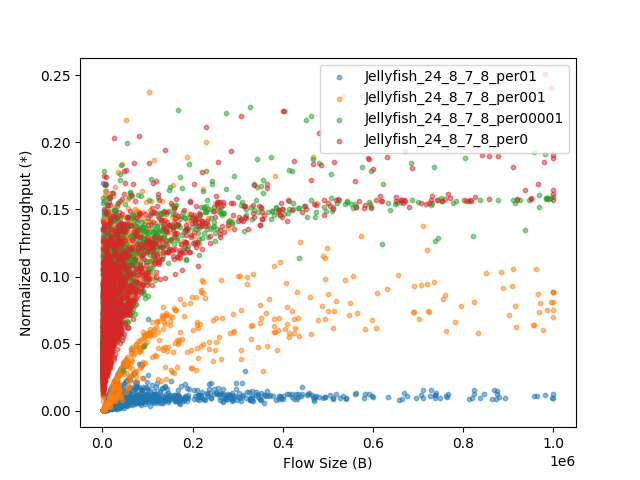 Jellyfish_24_8_7_8_per01
Jellyfish_24_8_7_8_per001
Jellyfish_24_8_7_8_per00001
Jellyfish_24_8_7_8_per0
0.25
0.20
0.15
0.10
0.05
0.00
Normalized Throughput (*)
0.0 0.2 0.4 0.6 0.8 1.0
1e6
Flow Size (B)